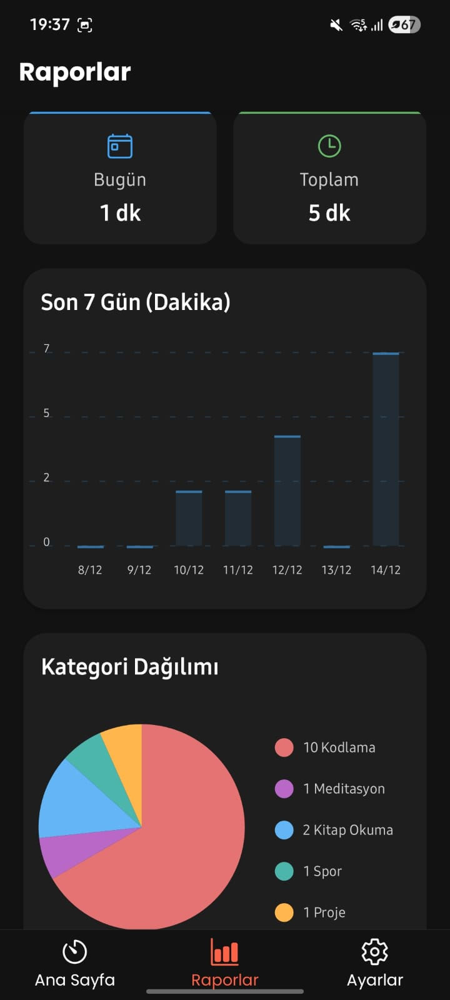 19:37
67
Raporlar
Bugün
1 dk
Toplam
5 dk
Son 7 Gün (Dakika)
7
5
2
0
8/12 9/12 10/12 11/12 12/12 13/12 14/12
Kategori Dağılımı
10 Kodlama
1 Meditasyon
2 Kitap Okuma
1 Spor
1 Proje
Ana Sayfa Raporlar Ayarlar